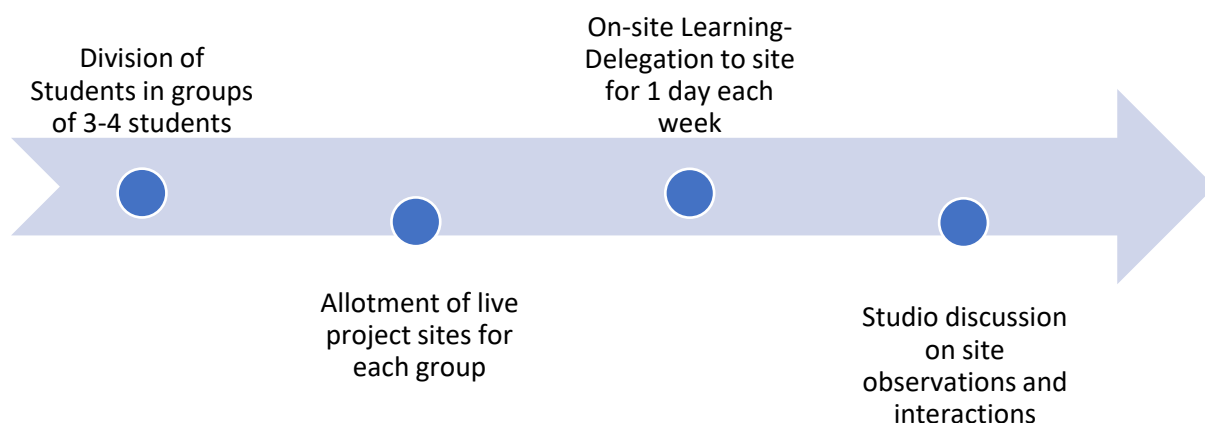 Division of
Students in groups
of 3-4 students
Allotment of live
project sites for
each group
On-site Learning-
Delegation to site
for 1 day each
week
Studio discussion
on site
observations and
interactions